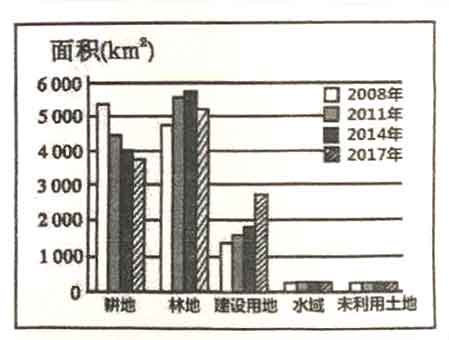 面积(km²)
6 000
5 000
4 000
3 000
2 000
1 000
0
2008年
2011年
2014年
2017年
耕地 林地 建设用地 水域 未利用土地